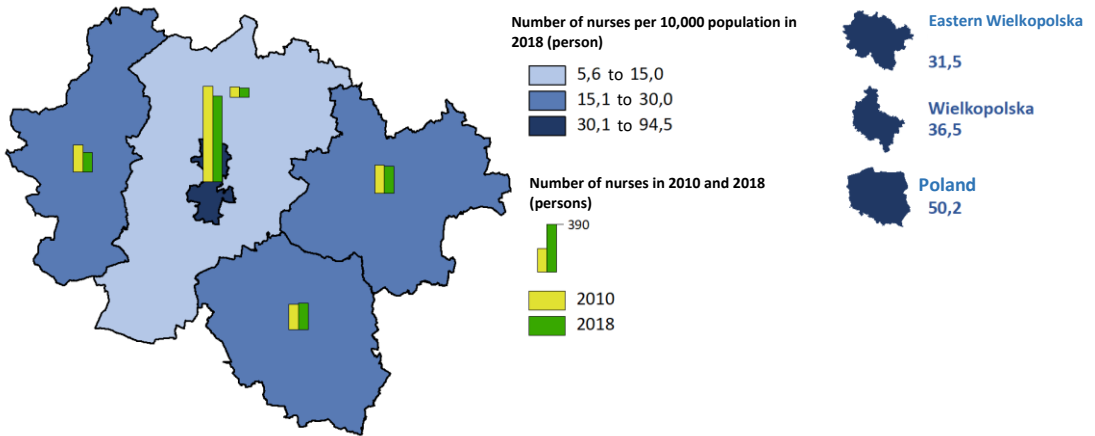 Number of nurses per 10,000 population in
2018 (person)
5,6 to 15,0
15,1 to 30,0
30,1 to 94,5
Number of nurses in 2010 and 2018
(persons)
390
2010
2018
Eastern Wielkopolska
31,5
Wielkopolska
36,5
Poland
50,2